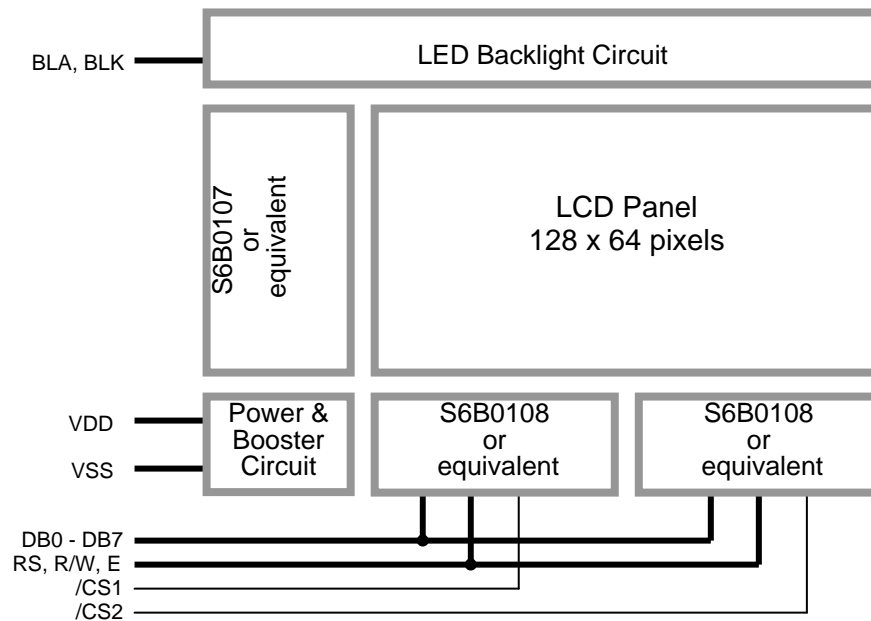 BLA, BLK
LED Backlight Circuit
S6B0107
or
equivalent
LCD Panel
128 x 64 pixels
VDD
VSS
Power &
Booster
Circuit
S6B0108
or
equivalent
S6B0108
or
equivalent
DB0 - DB7
RS, R/W, E
/CS1
/CS2